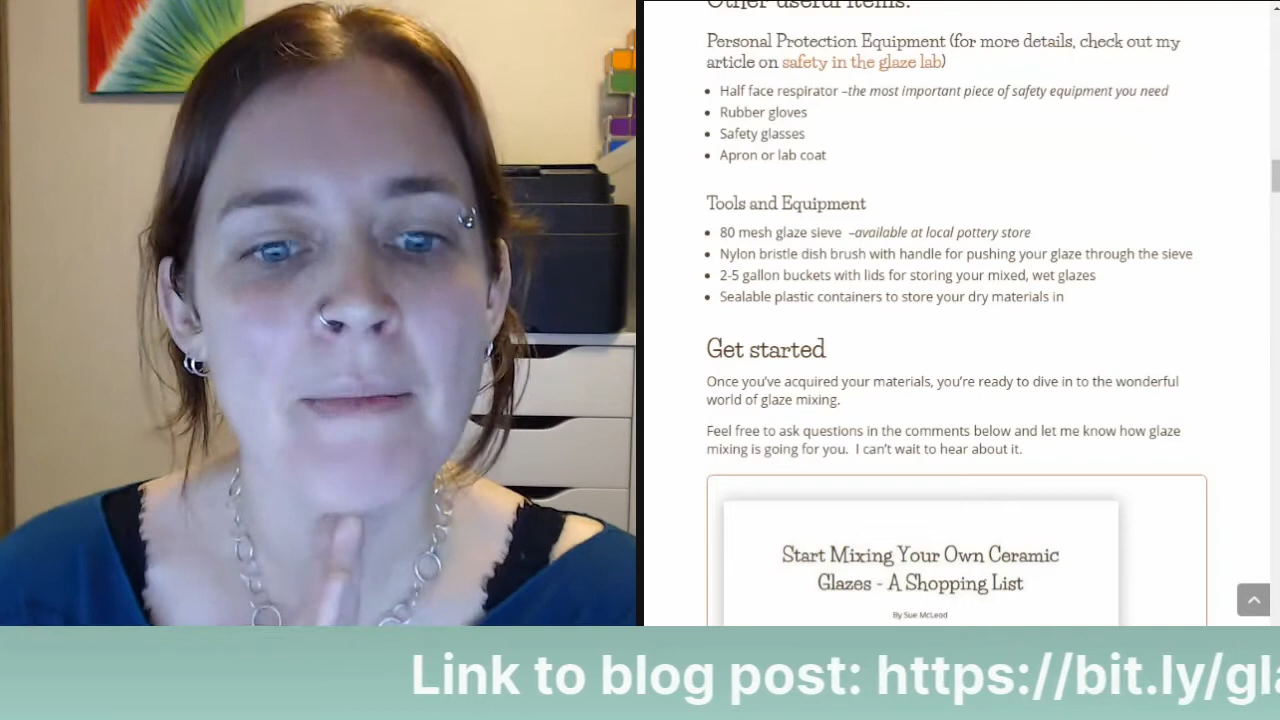 Other useful items:
Personal Protection Equipment (for more details, check out my
article on safety in the glaze lab)
Half face respirator –the most important piece of safety equipment you need
Rubber gloves
Safety glasses
Apron or lab coat
Tools and Equipment
80 mesh glaze sieve –available at local pottery store
Nylon bristle dish brush with handle for pushing your glaze through the sieve
2-5 gallon buckets with lids for storing your mixed, wet glazes
Sealable plastic containers to store your dry materials in
Get started
Once you've acquired your materials, you're ready to dive in to the wonderful
world of glaze mixing.
Feel free to ask questions in the comments below and let me know how glaze
mixing is going for you. I can't wait to hear about it.
Start Mixing Your Own Ceramic
Glazes - A Shopping List
By Sue McLeod
Link to blog post: https://bit.ly/gla